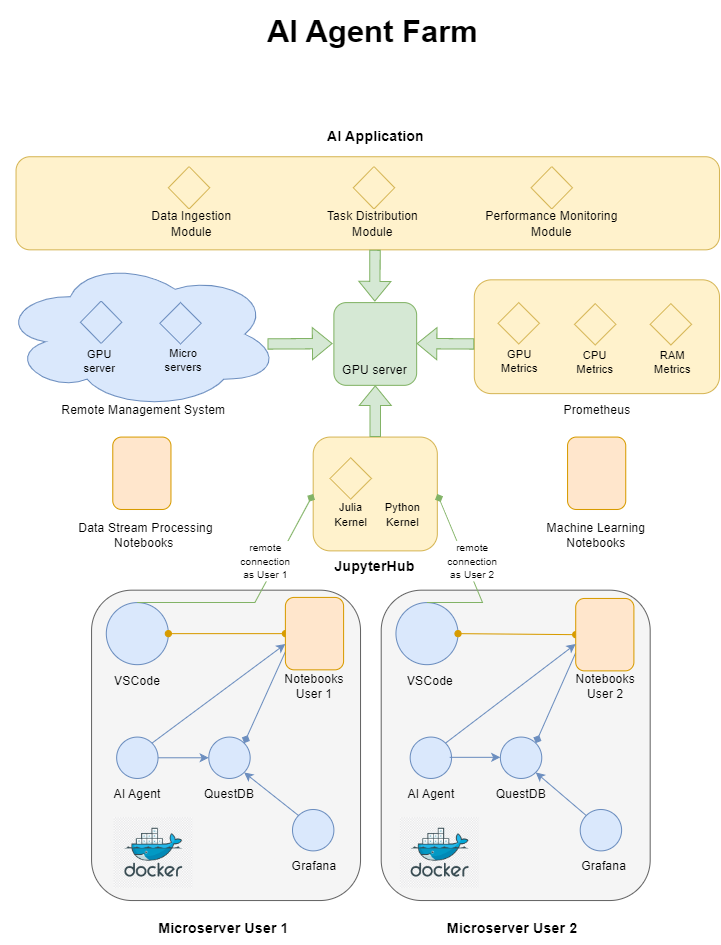 AI Agent Farm
AI Application
Data Ingestion
Module
Task Distribution
Module
Performance Monitoring
Module
GPU
server
Micro
servers
Remote Management System
GPU server
GPU
Metrics
CPU
Metrics
RAM
Metrics
Prometheus
Data Stream Processing
Notebooks
Julia
Kernel
Python
Kernel
JupyterHub
Machine Learning
Notebooks
remote
connection
as User 1
remote
connection
as User 2
VSCode
Notebooks
User 1
AI Agent
QuestDB
Grafana
docker
Microserver User 1
VSCode
Notebooks
User 2
AI Agent
QuestDB
Grafana
docker
Microserver User 2